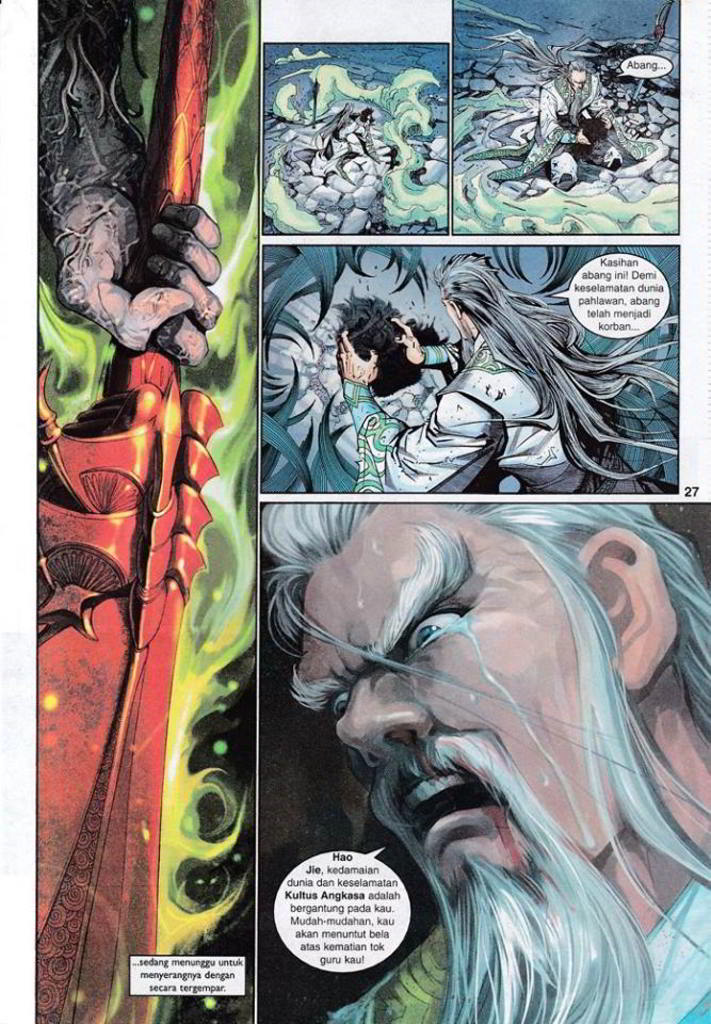 Abang...
Kasihan
abang ini! Demi
keselamatan dunia
pahlawan, abang
telah menjadi
korban...
27
Hao
Jie, kedamaian
dunia dan keselamatan
Kultus Angkasa adalah
bergantung pada kau.
Mudah-mudahan, kau
akan menuntut bela
atas kematian tok
guru kau!
...sedang menunggu untuk
menyerangnya dengan
secara tergempar.